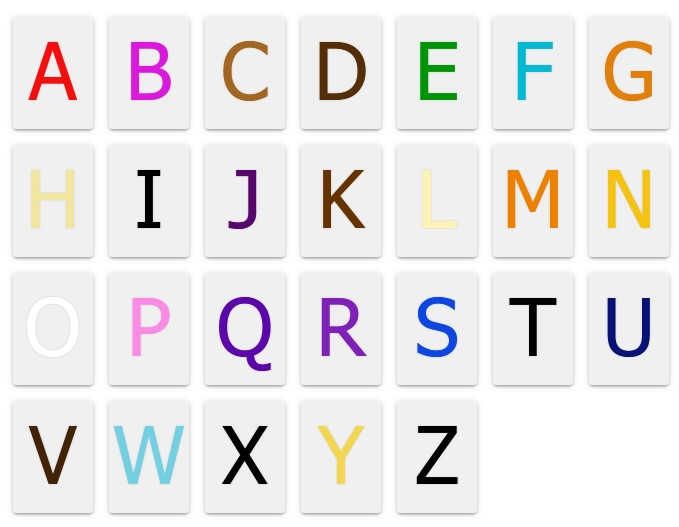 A B C D E F G
H I J K L M N
O P Q R S T U
V W X Y Z